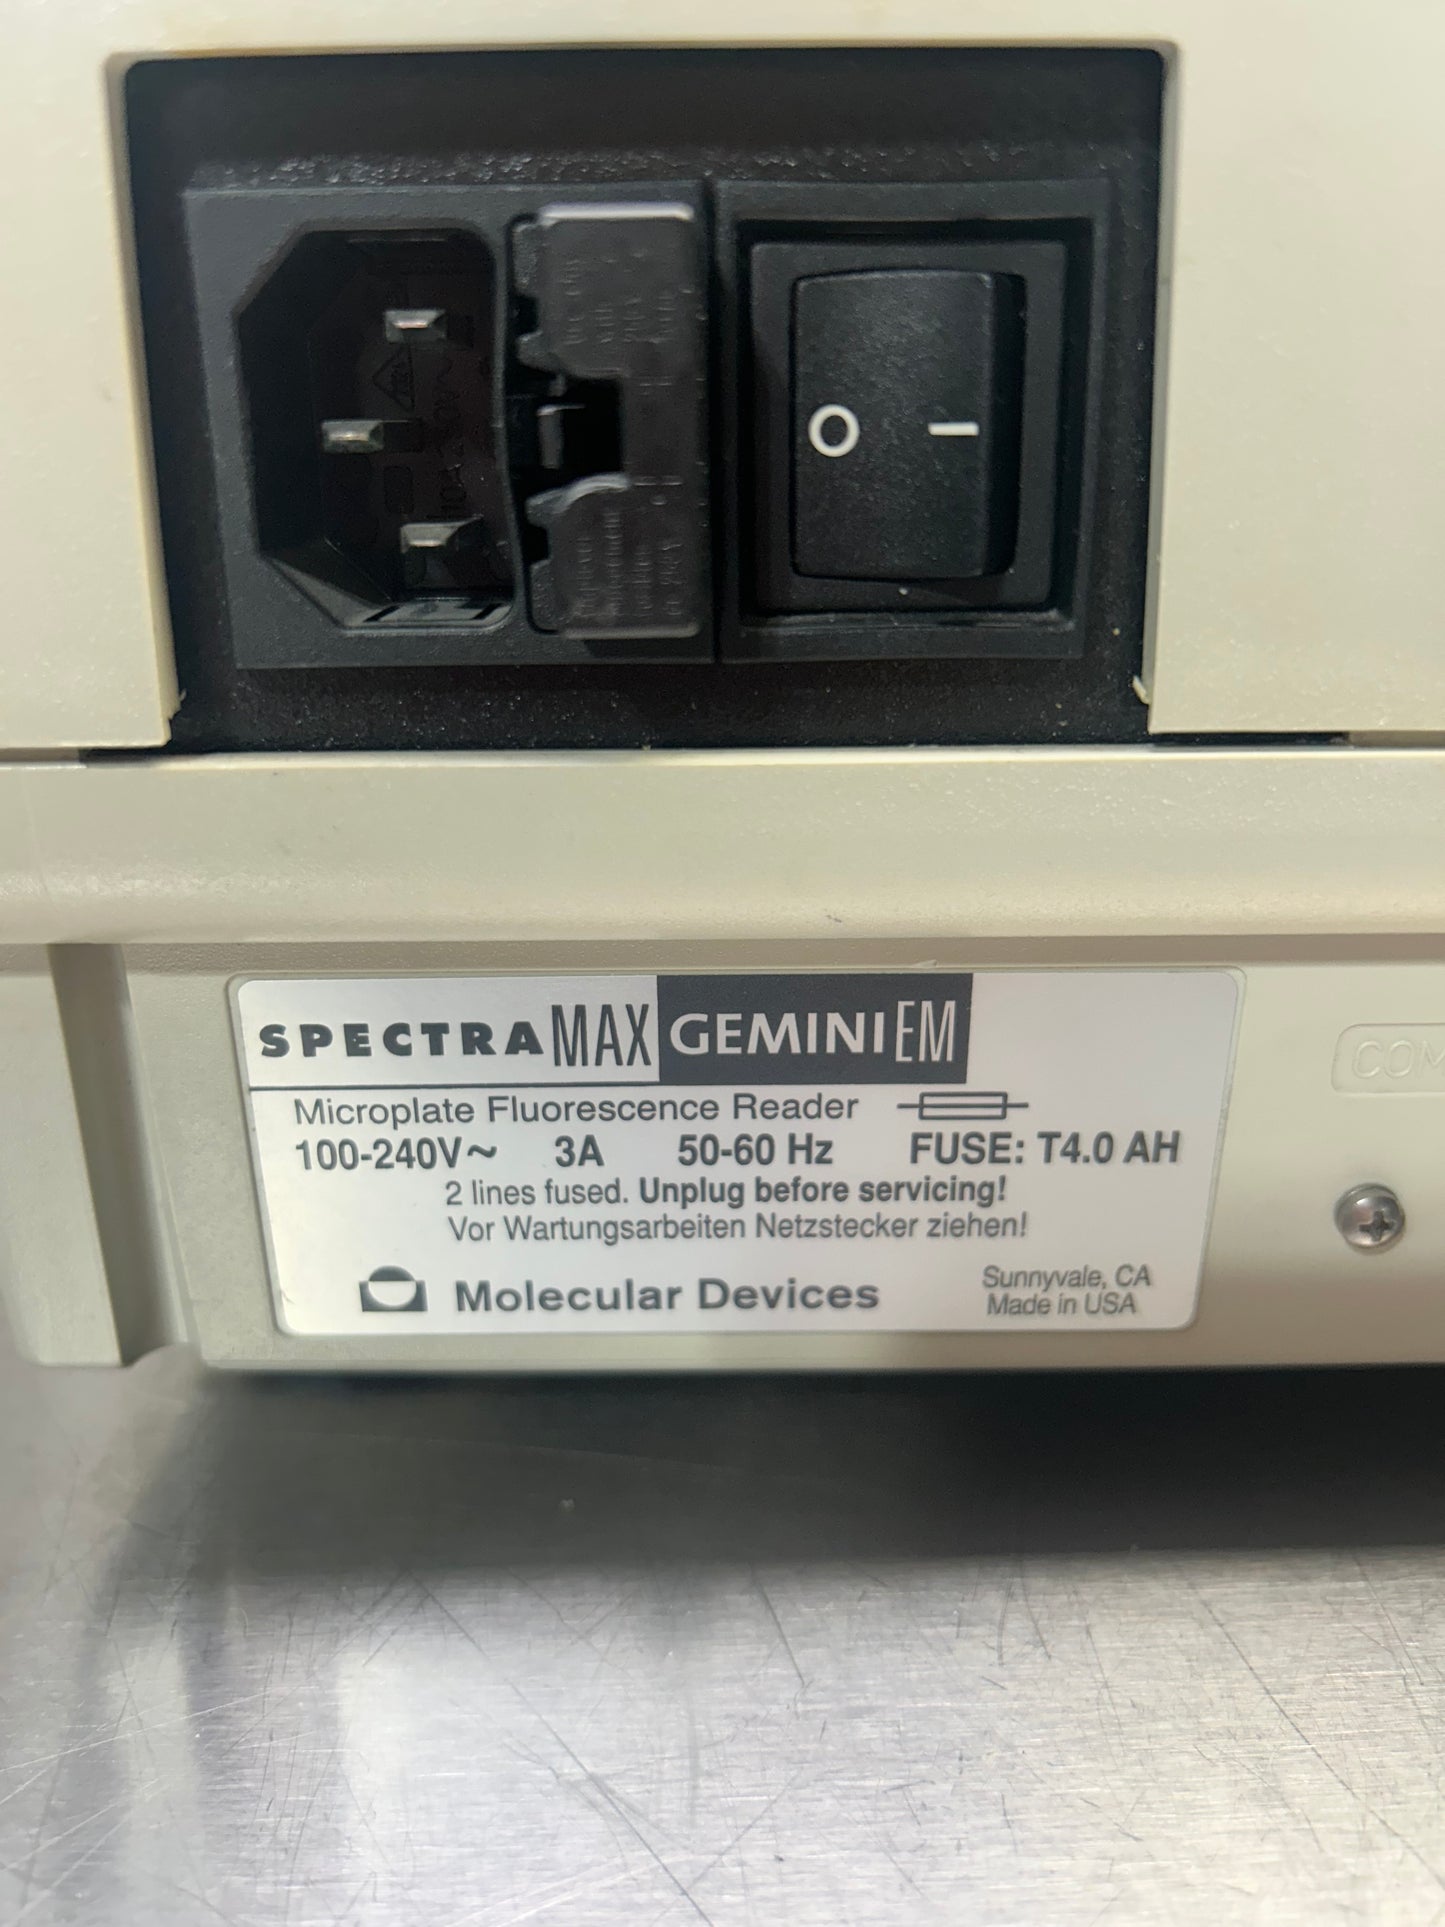 O I
SPECTRAMAX GEMINI EM
Microplate Fluorescence Reader
100-240V~ 3A 50-60 Hz FUSE: T4.0 AH
2 lines fused. Unplug before servicing!
Vor Wartungsarbeiten Netzstecker ziehen!
Molecular Devices
Sunnyvale, CA
Made in USA
COM